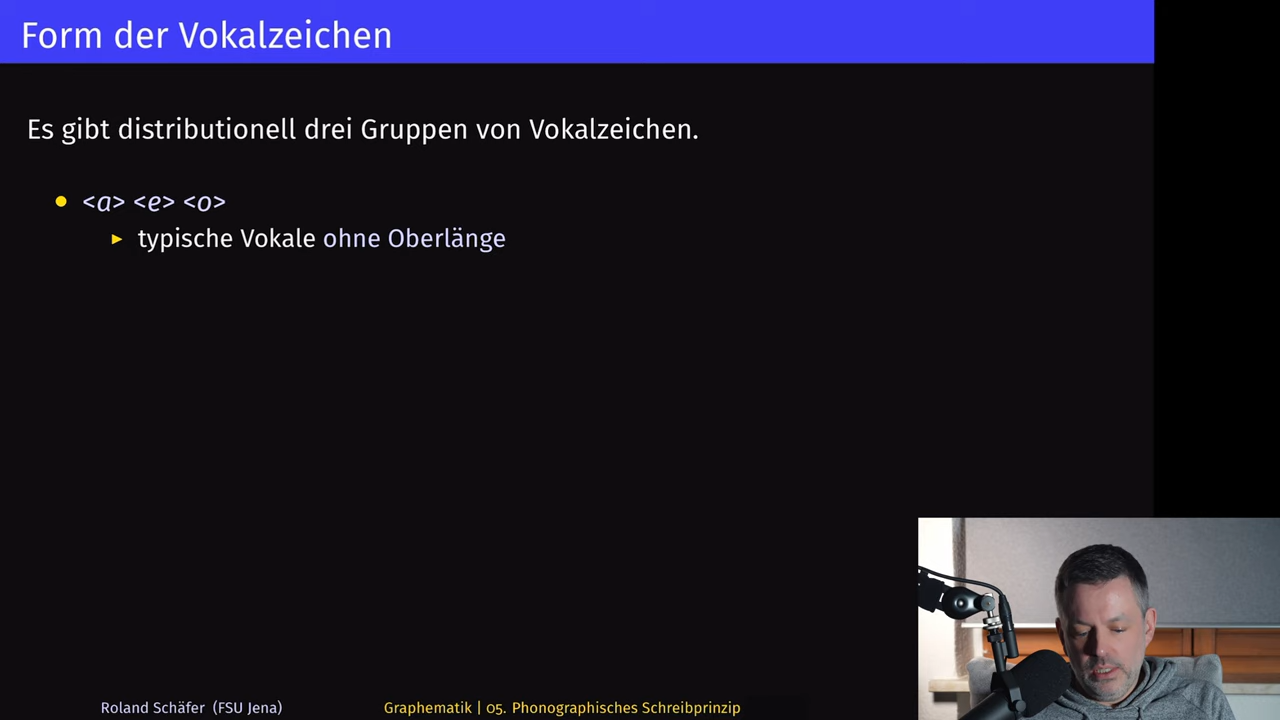 Form der Vokalzeichen
Es gibt distributionell drei Gruppen von Vokalzeichen.
• <a> <e> <o>
▸ typische Vokale ohne Oberlänge
Roland Schäfer (FSU Jena)
Graphematik | 05. Phonographisches Schreibprinzip